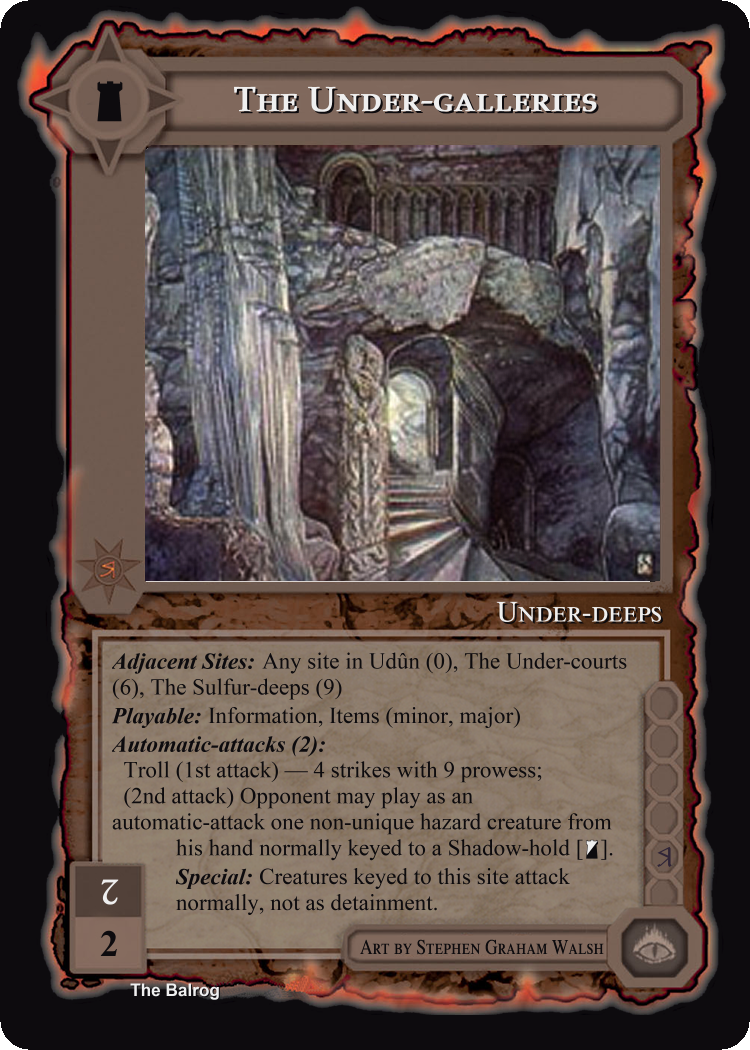 The Under-galleries
Under-deeps
Adjacent Sites: Any site in Udûn (0), The Under-courts
(6), The Sulfur-deeps (9)
Playable: Information, Items (minor, major)
Automatic-attacks (2):
Troll (1st attack) — 4 strikes with 9 prowess;
(2nd attack) Opponent may play as an
automatic-attack one non-unique hazard creature from
his hand normally keyed to a Shadow-hold [ ].
Special: Creatures keyed to this site attack
normally, not as detainment.
2
2
Art by Stephen Graham Walsh
The Balrog